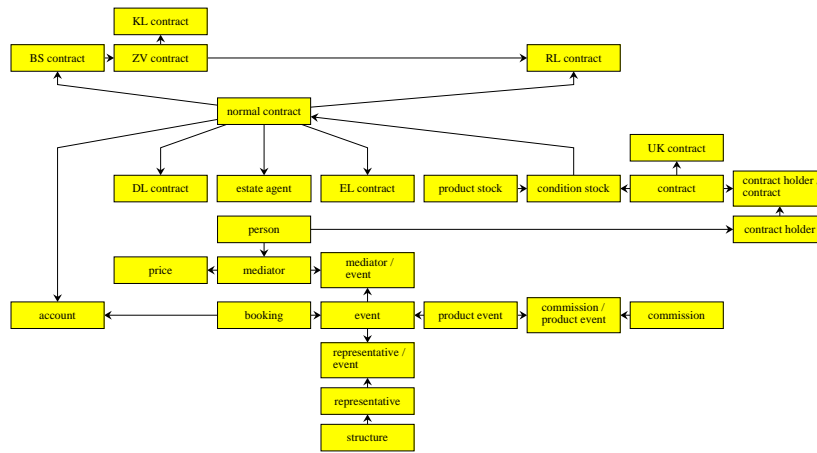 KL contract
BS contract
ZV contract
RL contract
normal contract
UK contract
DL contract
estate agent
EL contract
product stock
condition stock
contract
contract holder
contract
person
contract holder
price
mediator
mediator /
event
account
booking
event
product event
commission /
product event
commission
representative /
event
representative
structure